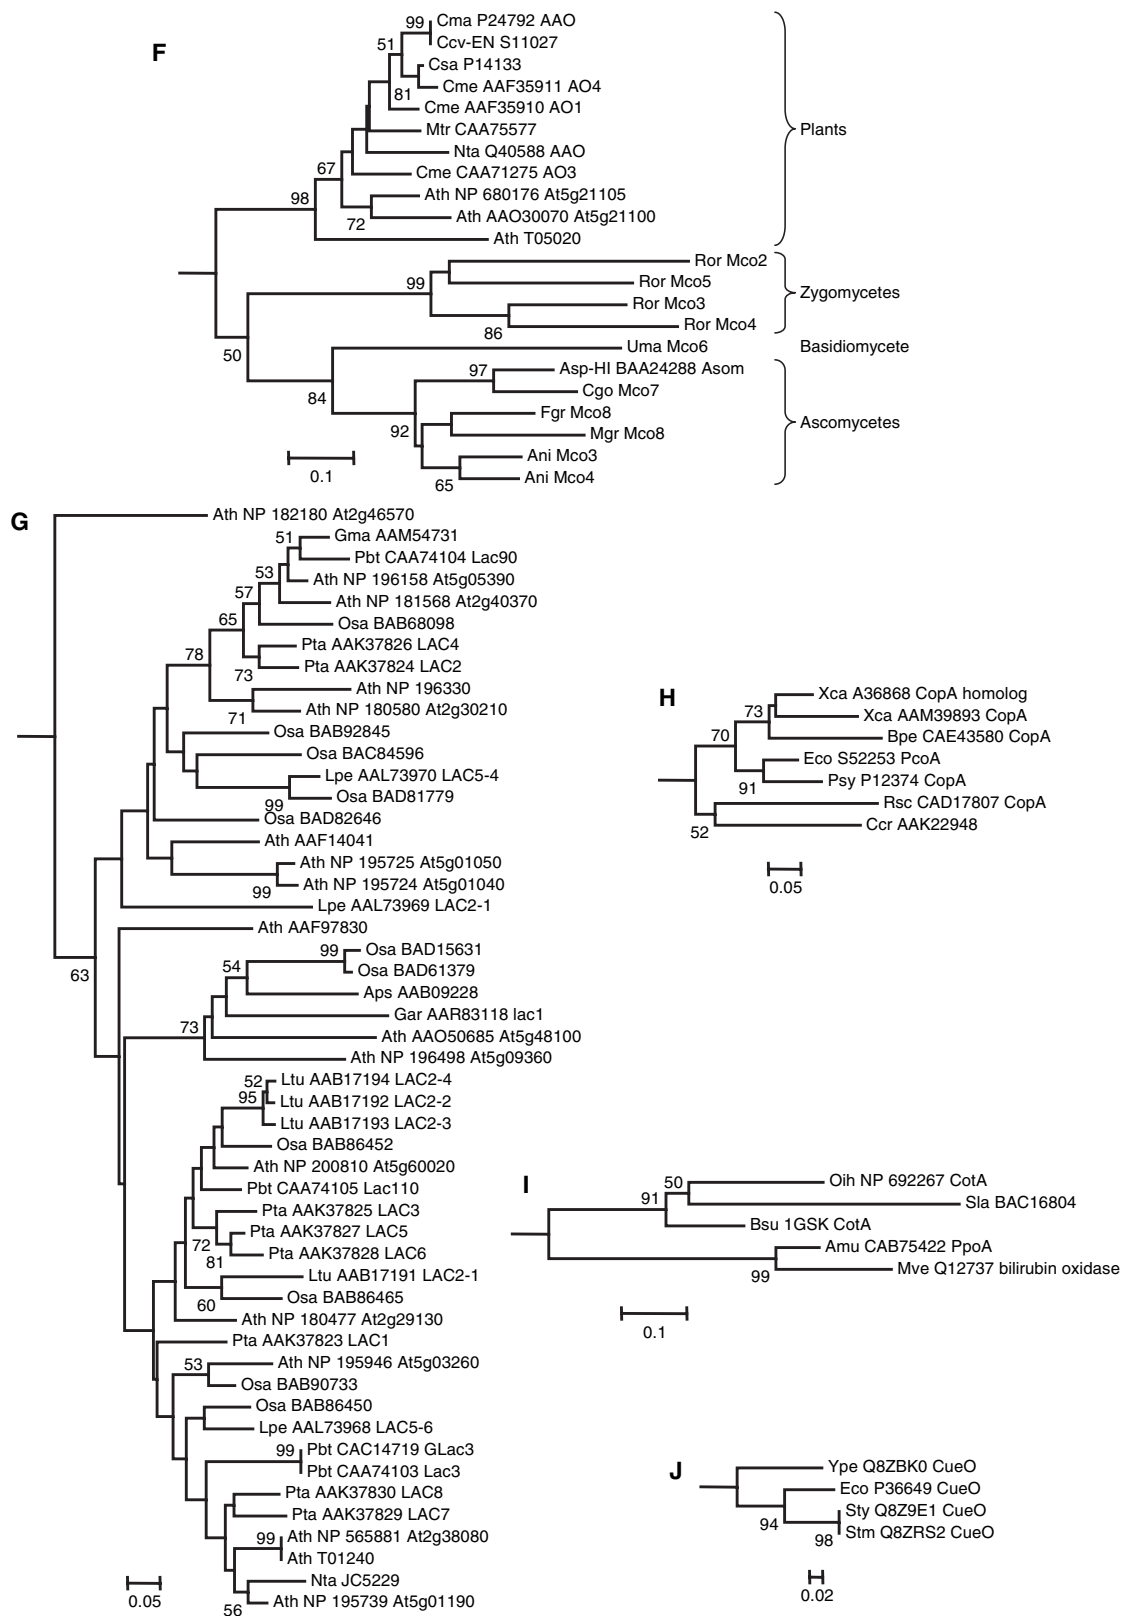 F
99
Cma P24792 AAO
Ccv-EN S11027
51
Csa P14133
Cme AAF35911 AO4
81
Cme AAF35910 AO1
Mtr CAA75577
Nta Q40588 AAO
67
Cme CAA71275 AO3
98
Ath NP 680176 At5g21105
72
Ath AAO30070 At5g21100
Ath T05020
Plants
Ror Mco2
99
Ror Mco5
Ror Mco3
86
Ror Mco4
Zygomycetes
50
Uma Mco6
Basidiomycete
97
Asp-HI BAA24288 Asom
84
Cgo Mco7
Fgr Mco8
92
Mgr Mco8
Ani Mco3
65
Ani Mco4
Ascomycetes
0.1
G
Ath NP 182180 At2g46570
51
Gma AAM54731
Pbt CAA74104 Lac90
53
Ath NP 196158 At5g05390
57
Ath NP 181568 At2g40370
65
Osa BAB68098
Pta AAK37826 LAC4
78
73
Pta AAK37824 LAC2
Ath NP 196330
71
Ath NP 180580 At2g30210
Osa BAB92845
Osa BAC84596
Lpe AAL73970 LAC5-4
99
Osa BAD81779
Osa BAD82646
Ath AAF14041
Ath NP 195725 At5g01050
99
Ath NP 195724 At5g01040
Lpe AAL73969 LAC2-1
63
Ath AAF97830
99
Osa BAD15631
54
Osa BAD61379
Aps AAB09228
Gar AAR83118 lac1
73
Ath AAO50685 At5g48100
Ath NP 196498 At5g09360
52
Ltu AAB17194 LAC2-4
95
Ltu AAB17192 LAC2-2
Ltu AAB17193 LAC2-3
Osa BAB86452
Ath NP 200810 At5g60020
Pbt CAA74105 Lac110
Pta AAK37825 LAC3
72
Pta AAK37827 LAC5
81
Pta AAK37828 LAC6
Ltu AAB17191 LAC2-1
60
Osa BAB86465
Ath NP 180477 At2g29130
Pta AAK37823 LAC1
53
Ath NP 195946 At5g03260
Osa BAB90733
Osa BAB86450
Lpe AAL73968 LAC5-6
99
Pbt CAC14719 GLac3
Pbt CAA74103 Lac3
Pta AAK37830 LAC8
Pta AAK37829 LAC7
99
Ath NP 565881 At2g38080
Ath T01240
Nta JC5229
56
Ath NP 195739 At5g01190
0.05
H
Xca A36868 CopA homolog
73
Xca AAM39893 CopA
70
Bpe CAE43580 CopA
Eco S52253 PcoA
91
Psy P12374 CopA
Rsc CAD17807 CopA
52
Ccr AAK22948
0.05
I
50
Oih NP 692267 CotA
91
Sla BAC16804
Bsu 1GSK CotA
Amu CAB75422 PpoA
99
Mve Q12737 bilirubin oxidase
0.1
J
Ype Q8ZBK0 CueO
Eco P36649 CueO
94
Sty Q8Z9E1 CueO
98
Stm Q8ZRS2 CueO
0.02